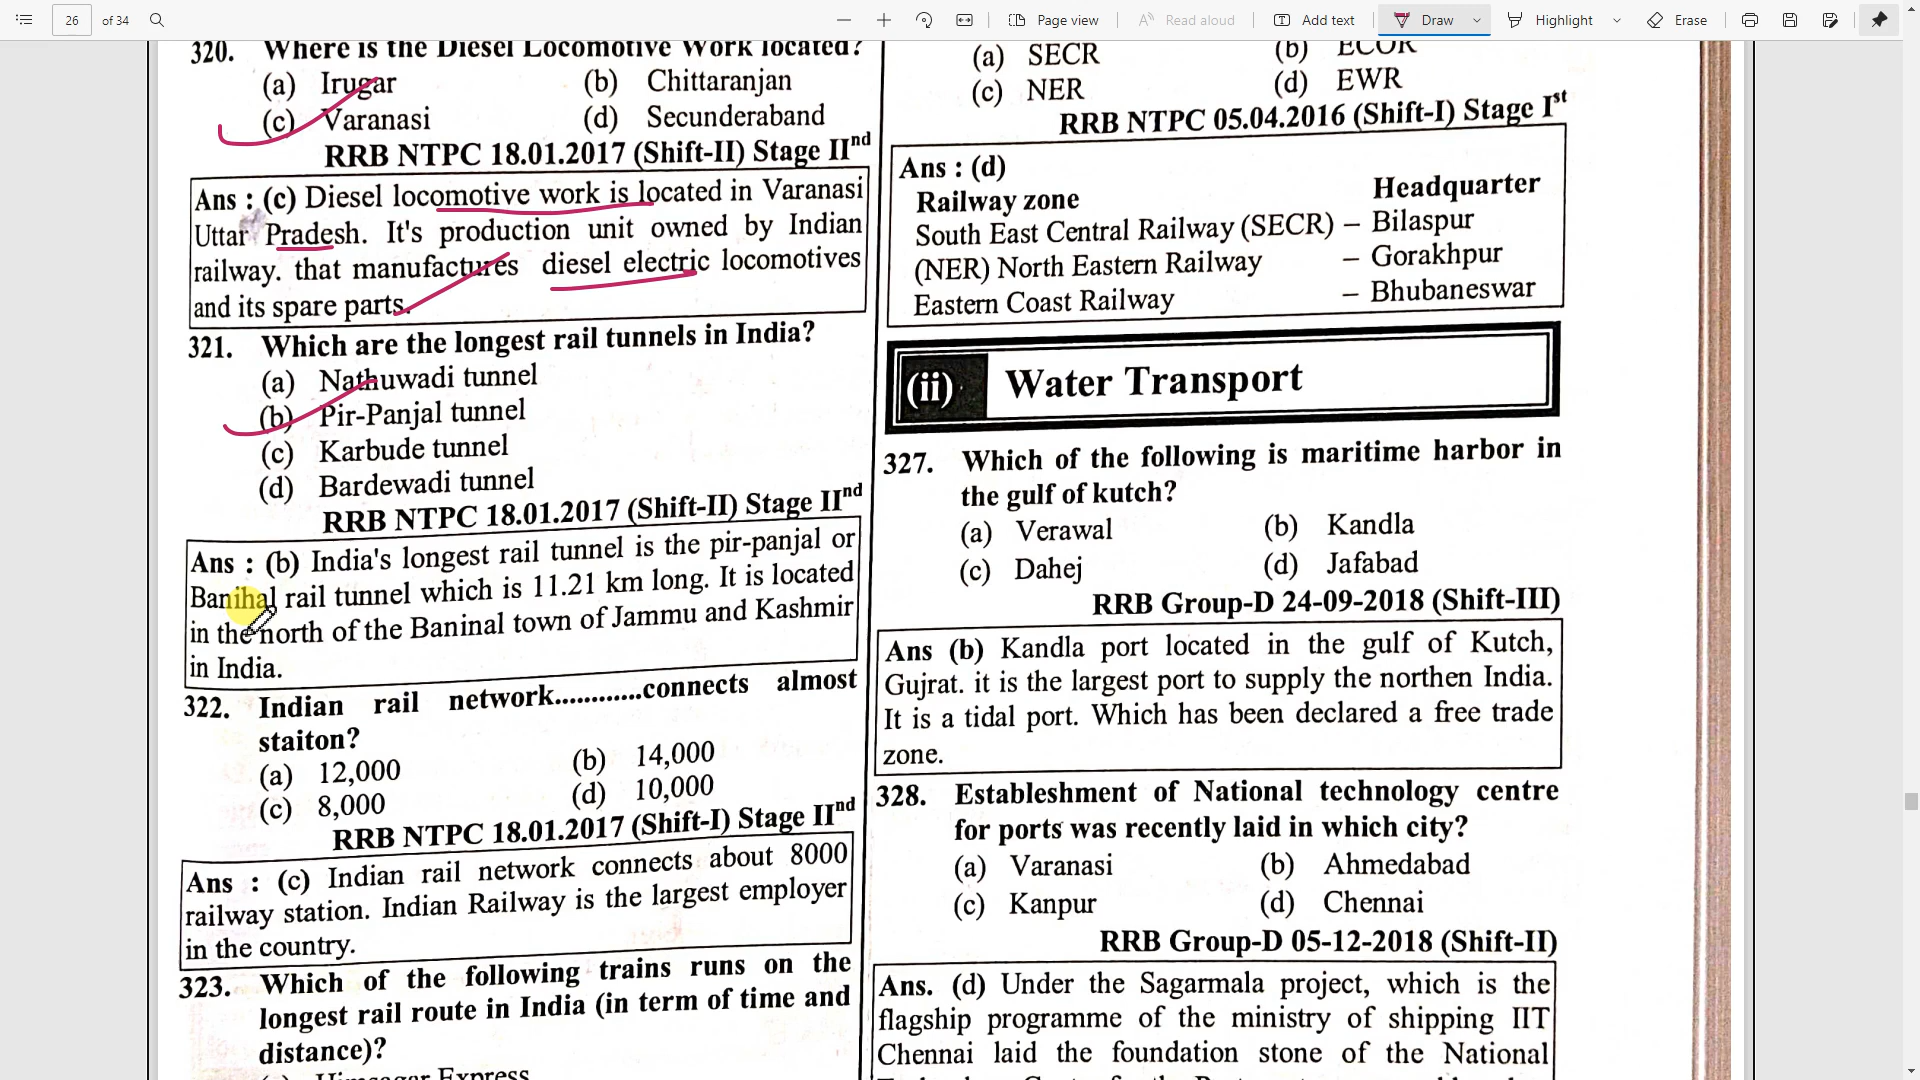 26 of 34 Page view Read aloud Add text Draw Highlight Erase
320. Where is the Diesel Locomotive Work located?
(a) Irugar (b) Chittaranjan
(c) Varanasi (d) Secunderaband
RRB NTPC 18.01.2017 (Shift-II) Stage IInd
Ans : (c) Diesel locomotive work is located in Varanasi
Uttar Pradesh. It's production unit owned by Indian
railway. that manufactures diesel electric locomotives
and its spare parts.
321. Which are the longest rail tunnels in India?
(a) Nathuwadi tunnel
(b) Pir-Panjal tunnel
(c) Karbude tunnel
(d) Bardewadi tunnel
RRB NTPC 18.01.2017 (Shift-II) Stage IInd
Ans : (b) India's longest rail tunnel is the pir-panjal or
Banihal rail tunnel which is 11.21 km long. It is located
in the north of the Baninal town of Jammu and Kashmir
in India.
322. Indian rail network............connects almost
staiton?
(a) 12,000 (b) 14,000
(c) 8,000 (d) 10,000
RRB NTPC 18.01.2017 (Shift-I) Stage IInd
Ans : (c) Indian rail network connects about 8000
railway station. Indian Railway is the largest employer
in the country.
323. Which of the following trains runs on the
longest rail route in India (in term of time and
distance)?
Himsagar Express
(a) SECR (b) ECOR
(c) NER (d) EWR
RRB NTPC 05.04.2016 (Shift-I) Stage Ist
Ans : (d)
Railway zone Headquarter
South East Central Railway (SECR) – Bilaspur
(NER) North Eastern Railway – Gorakhpur
Eastern Coast Railway – Bhubaneswar
(ii) Water Transport
327. Which of the following is maritime harbor in
the gulf of kutch?
(a) Verawal (b) Kandla
(c) Dahej (d) Jafabad
RRB Group-D 24-09-2018 (Shift-III)
Ans (b) Kandla port located in the gulf of Kutch,
Gujrat. it is the largest port to supply the northen India.
It is a tidal port. Which has been declared a free trade
zone.
328. Estableshment of National technology centre
for ports was recently laid in which city?
(a) Varanasi (b) Ahmedabad
(c) Kanpur (d) Chennai
RRB Group-D 05-12-2018 (Shift-II)
Ans. (d) Under the Sagarmala project, which is the
flagship programme of the ministry of shipping IIT
Chennai laid the foundation stone of the National